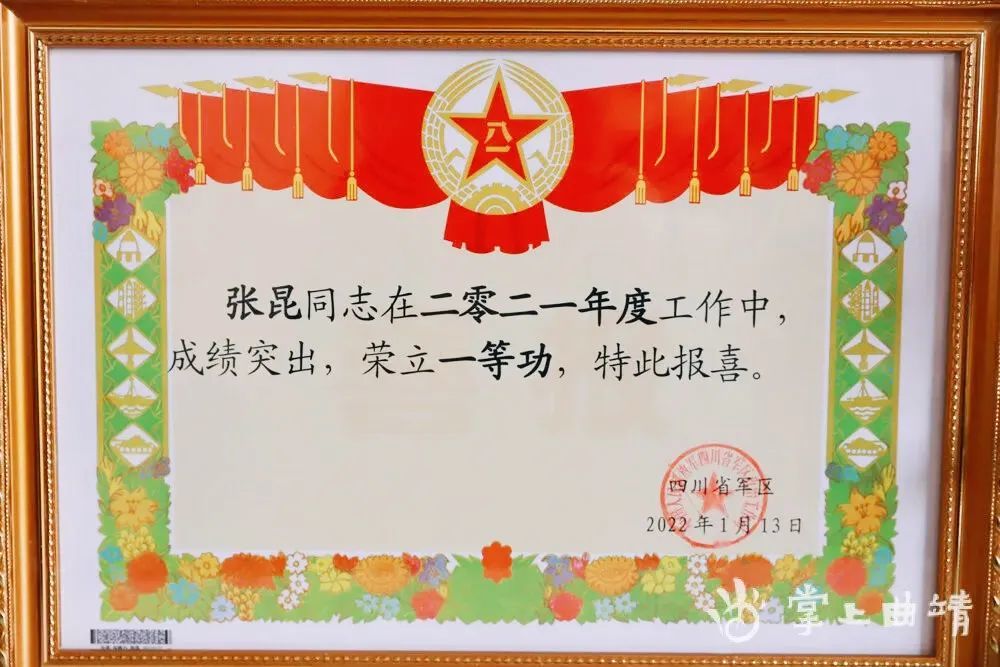 八一
张昆同志在二零二一年度工作中，
成绩突出，荣立一等功，特此报喜。
四川省军区
2022年1月13日
掌上曲靖